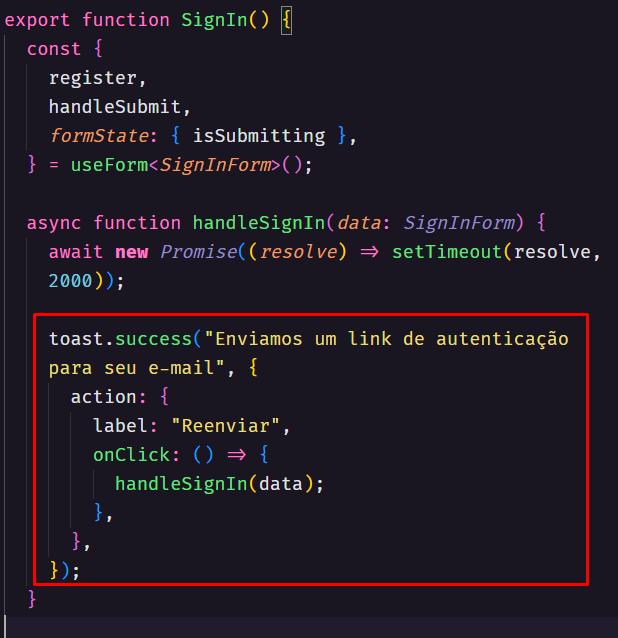 export function SignIn() {
const {
register,
handleSubmit,
formState: { isSubmitting },
} = useForm<SignInForm>();
async function handleSignIn(data: SignInForm) {
await new Promise((resolve) => setTimeout(resolve,
2000));
toast.success("Enviamos um link de autenticação
para seu e-mail", {
action: {
label: "Reenviar",
onClick: () => {
handleSignIn(data);
},
},
});
}